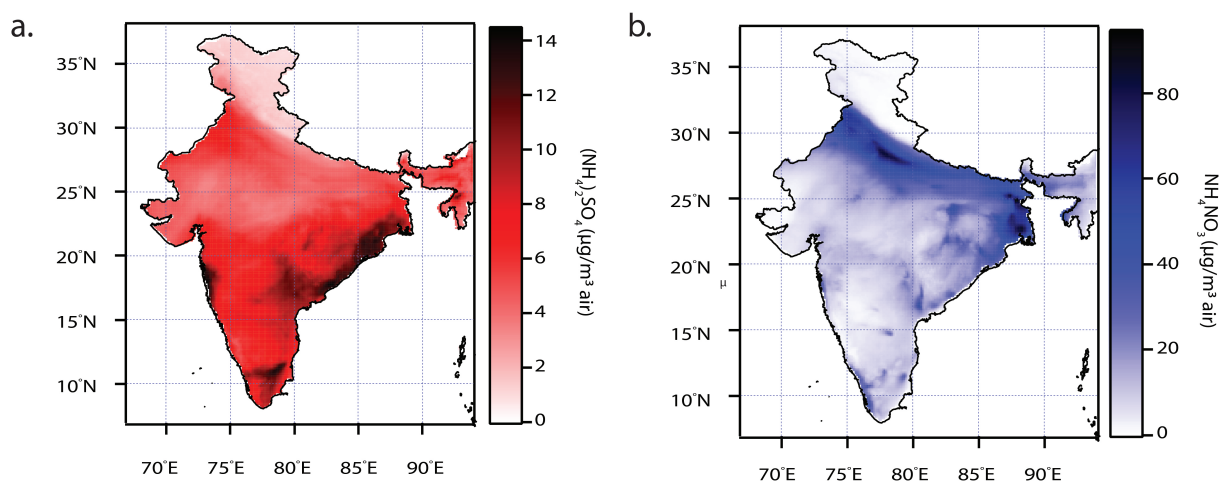 a.
35°N
30°N
25°N
20°N
15°N
10°N
70°E 75°E 80°E 85°E 90°E
14
12
10
8
6
4
2
0
(NH4)2SO4 (µg/m³ air)
b.
35°N
30°N
25°N
20°N
15°N
10°N
70°E 75°E 80°E 85°E 90°E
µ
80
60
40
20
0
NH4NO3 (µg/m³ air)